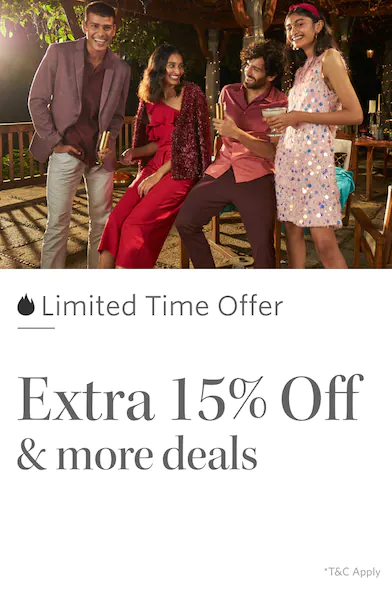 Limited Time Offer
Extra 15% Off
& more deals
*T&C Apply